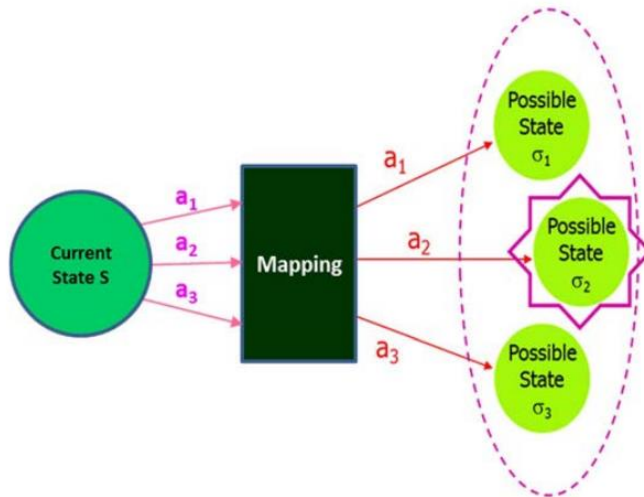 Current
State S
a1
a2
a3
Mapping
a1
a2
a3
Possible
State
σ1
Possible
State
σ2
Possible
State
σ3